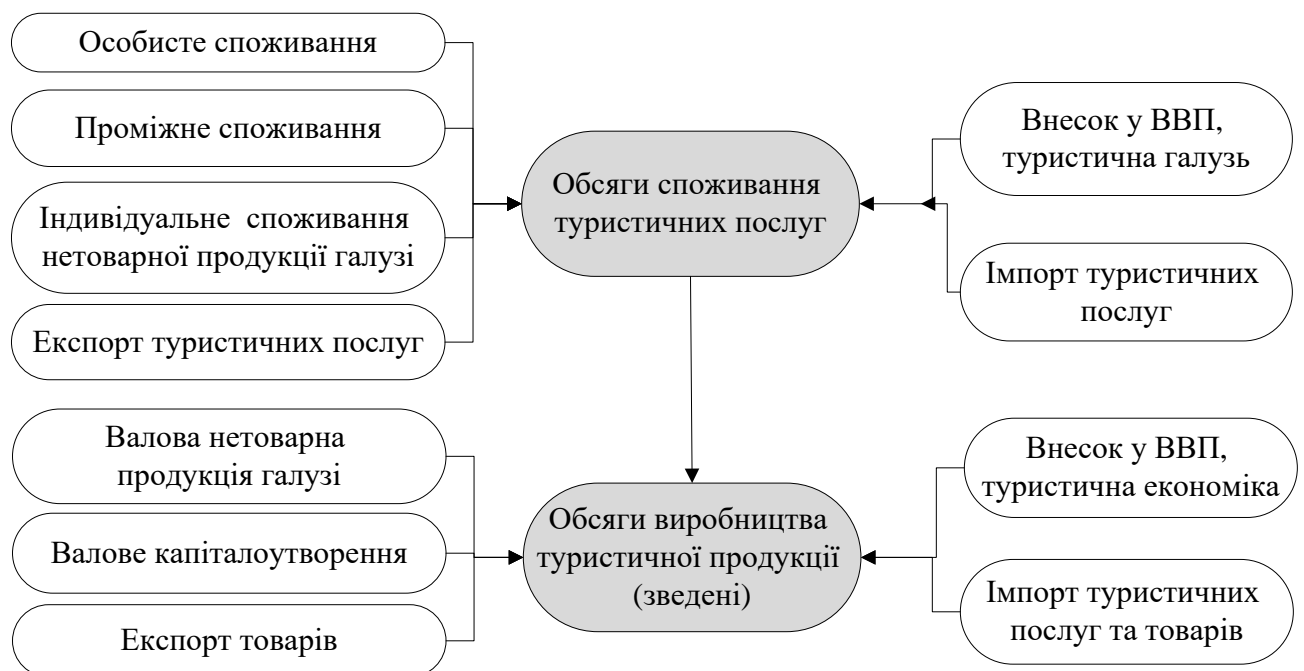 Особисте споживання
Проміжне споживання
Індивідуальне споживання
нетоварної продукції галузі
Експорт туристичних послуг
Валова нетоварна
продукція галузі
Валове капіталоутворення
Експорт товарів
Обсяги споживання
туристичних послуг
Обсяги виробництва
туристичної продукції
(зведені)
Внесок у ВВП,
туристична галузь
Імпорт туристичних
послуг
Внесок у ВВП,
туристична економіка
Імпорт туристичних
послуг та товарів